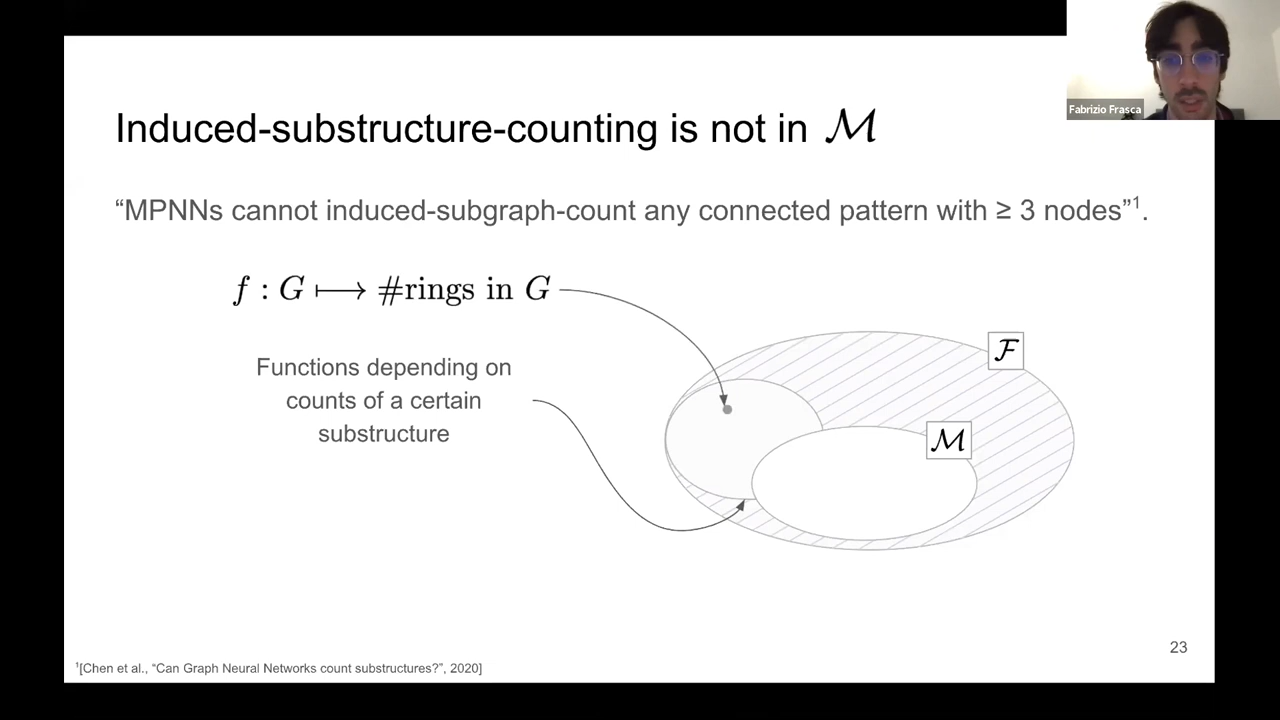 Fabrizio Frasca
Induced-substructure-counting is not in ℳ
“MPNNs cannot induced-subgraph-count any connected pattern with ≥ 3 nodes”¹.
f : G ⟼ #rings in G
Functions depending on
counts of a certain
substructure
ℱ
ℳ
23
¹[Chen et al., “Can Graph Neural Networks count substructures?”, 2020]